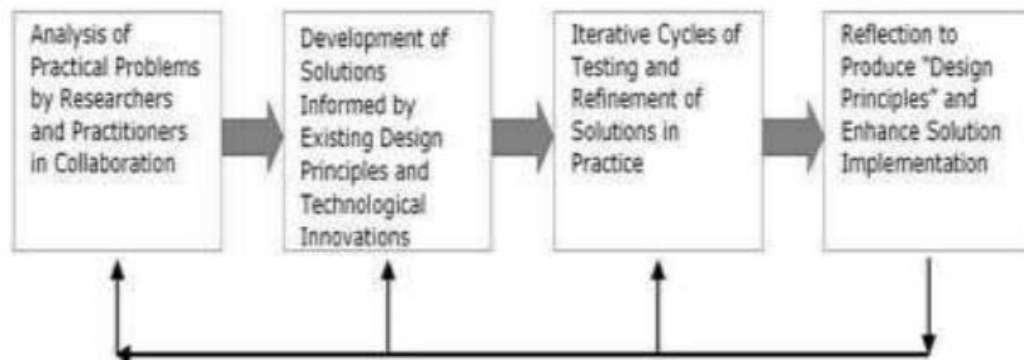 Analysis of
Practical Problems
by Researchers
and Practitioners
in Collaboration
Development of
Solutions
Informed by
Existing Design
Principles and
Technological
Innovations
Iterative Cycles of
Testing and
Refinement of
Solutions in
Practice
Reflection to
Produce "Design
Principles" and
Enhance Solution
Implementation